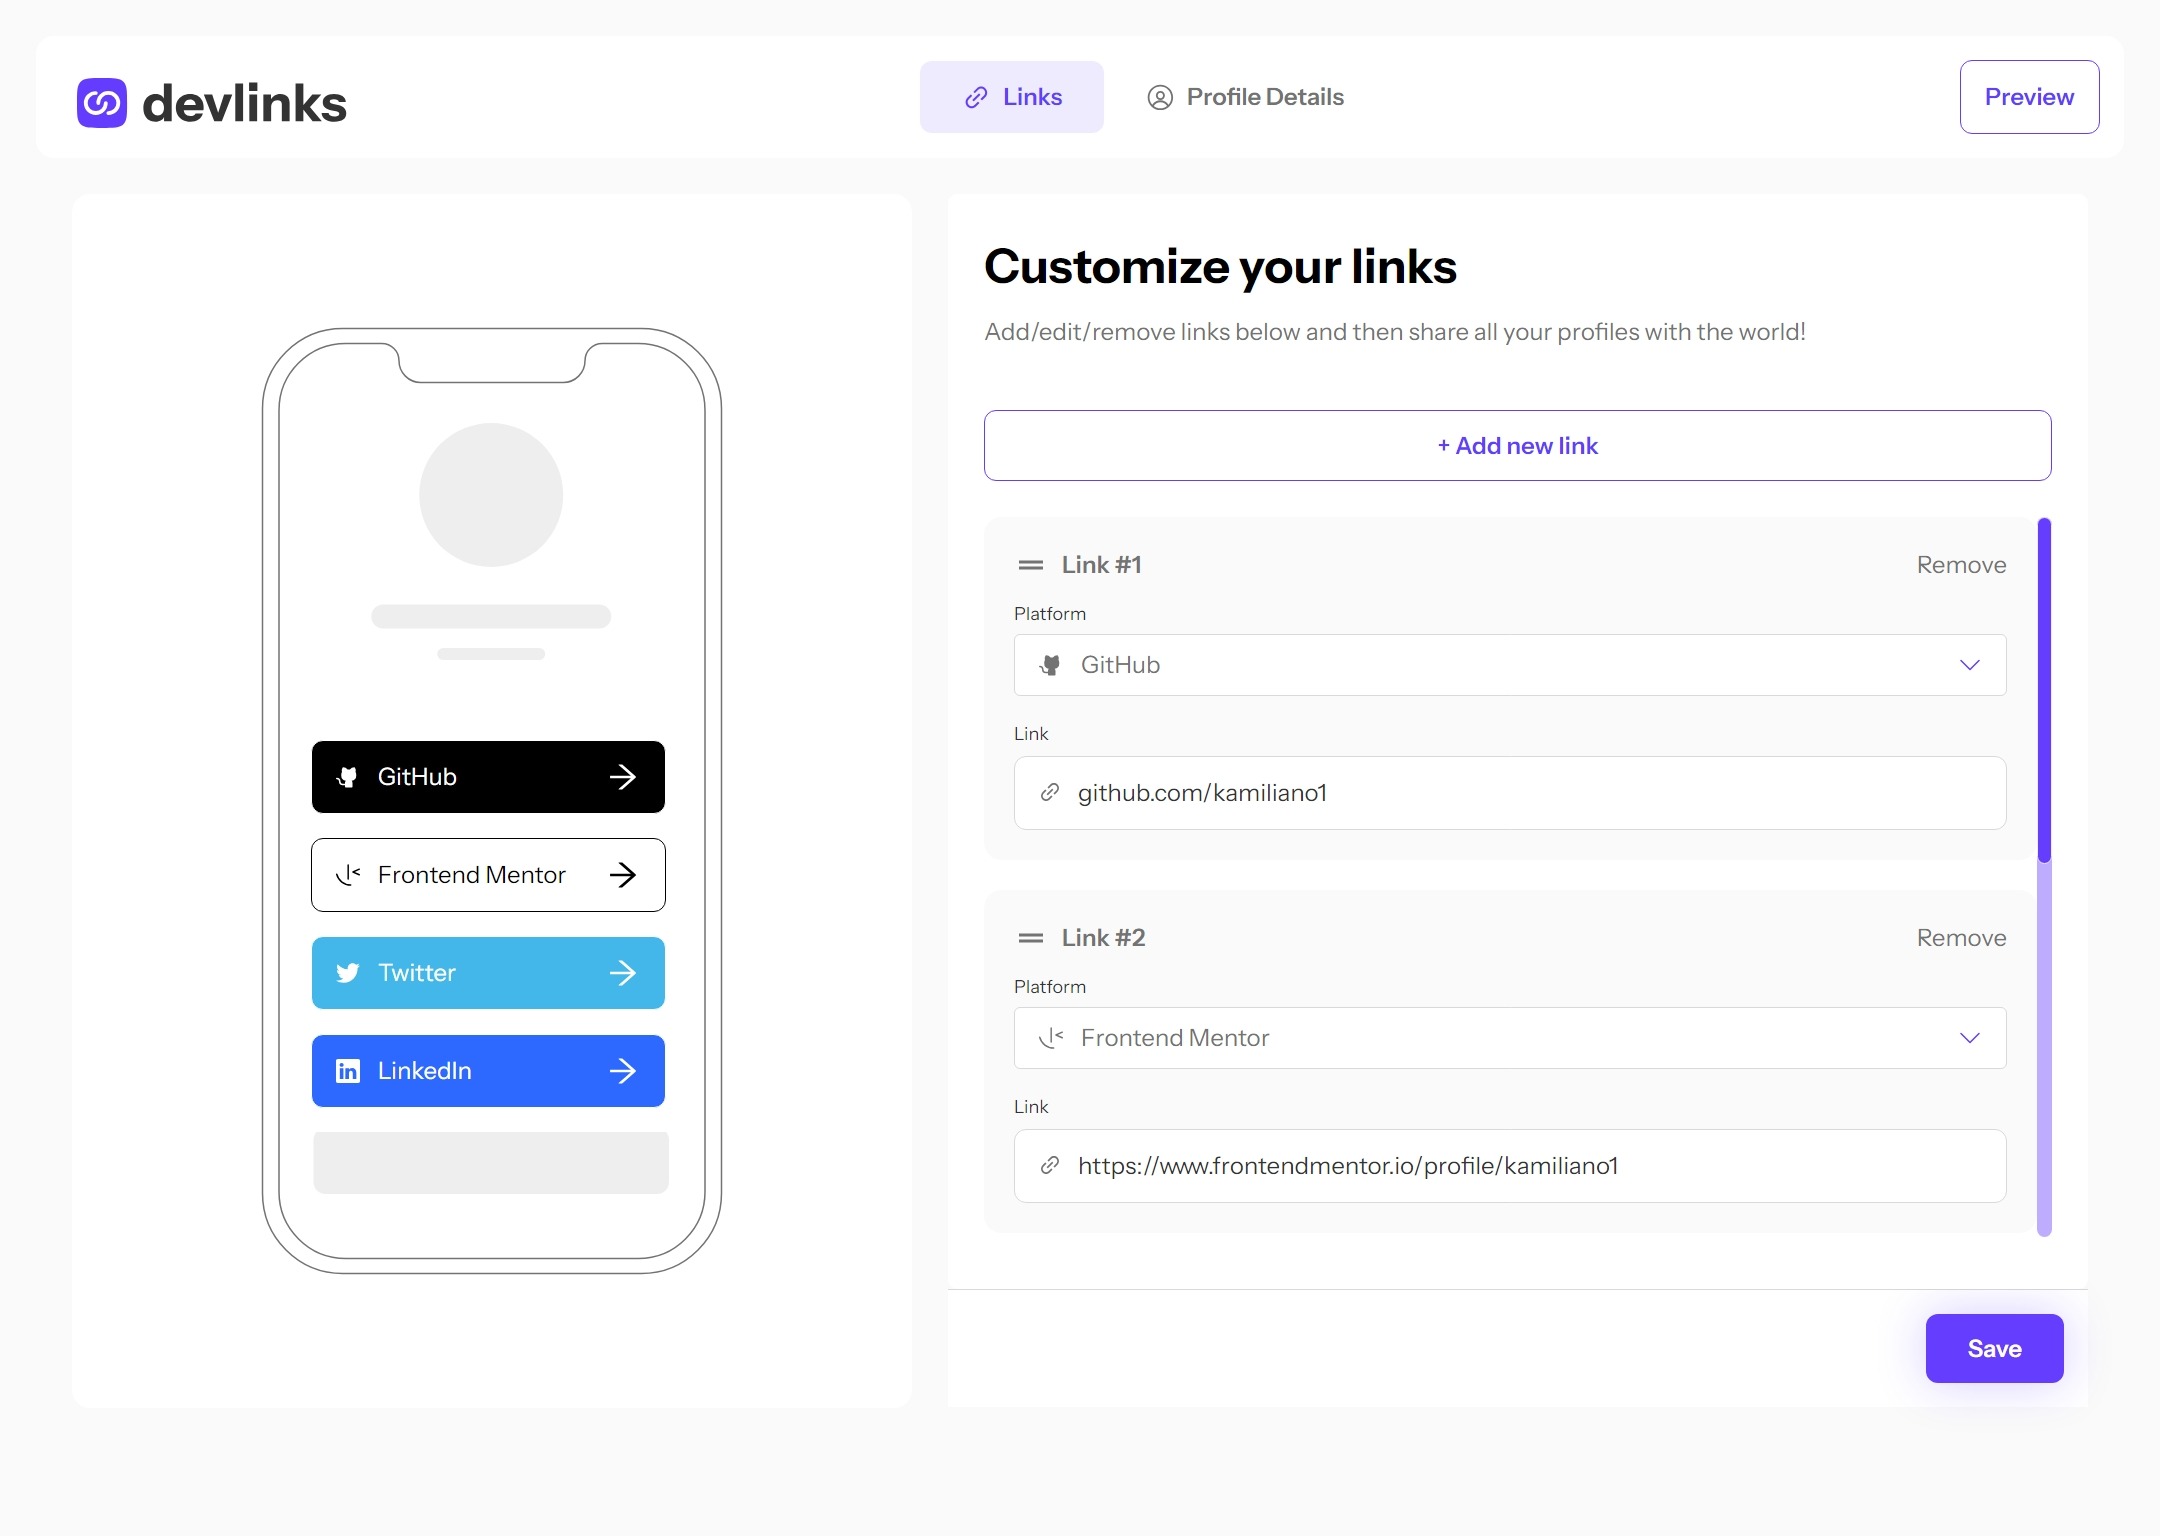 devlinks
Links
Profile Details
Preview
GitHub
Frontend Mentor
Twitter
LinkedIn
Customize your links
Add/edit/remove links below and then share all your profiles with the world!
+ Add new link
Link #1
Remove
Platform
GitHub
Link
github.com/kamiliano1
Link #2
Remove
Platform
Frontend Mentor
Link
https://www.frontendmentor.io/profile/kamiliano1
Save